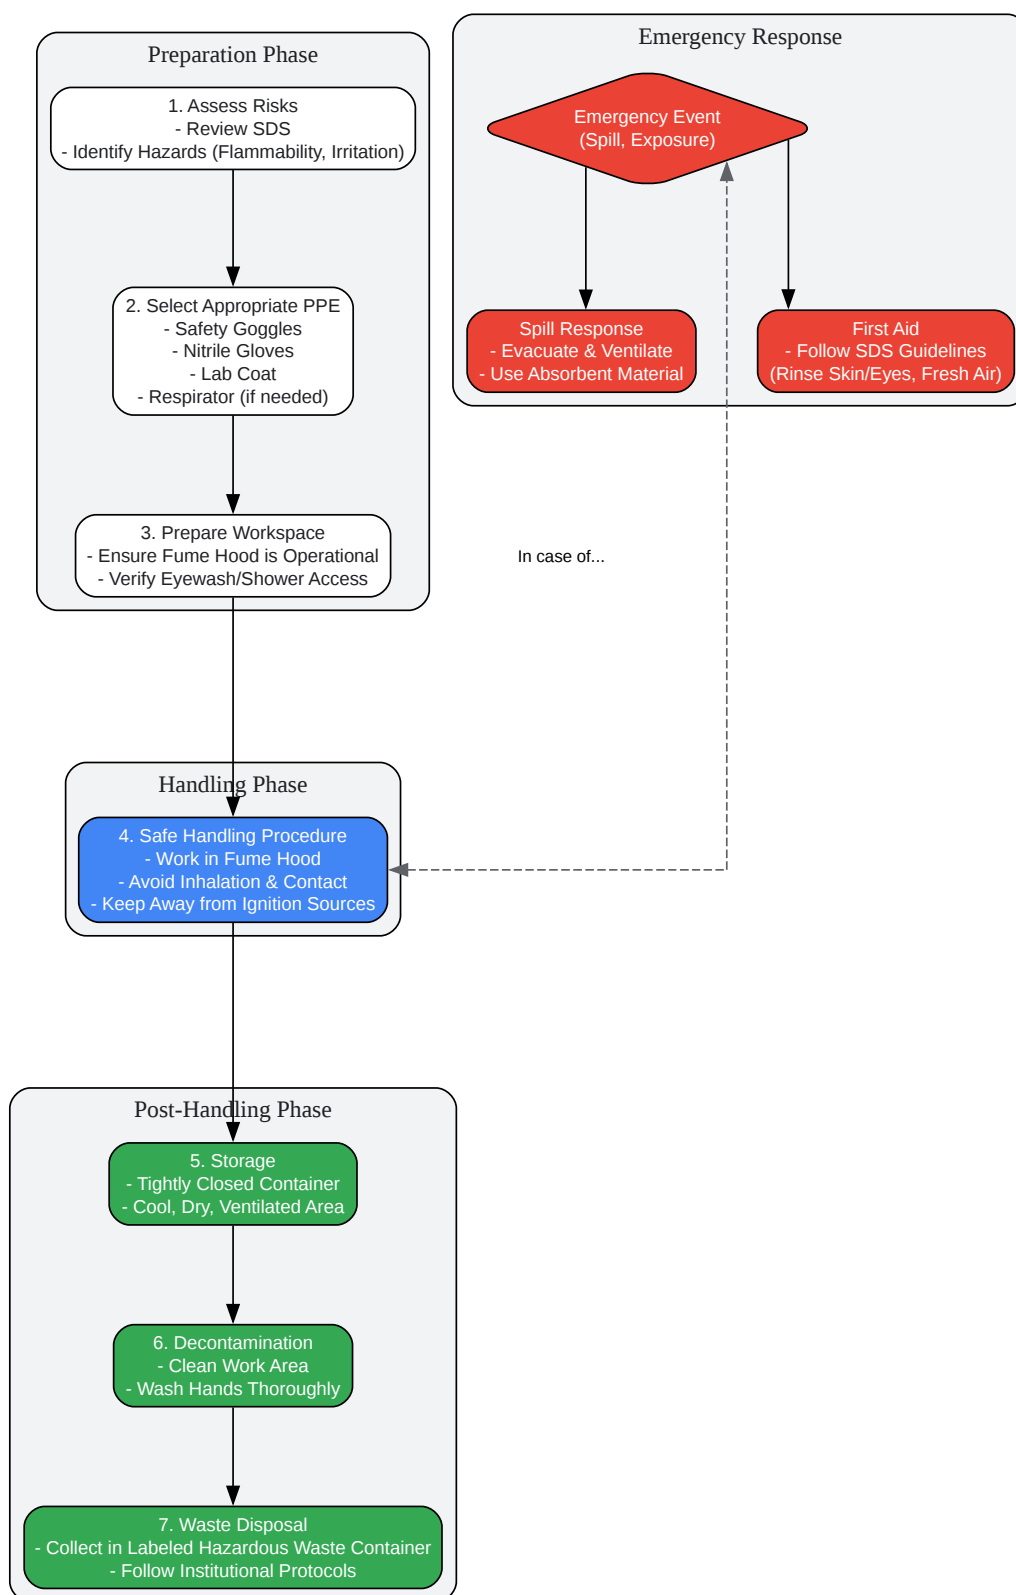 Preparation Phase
1. Assess Risks
- Review SDS
- Identify Hazards (Flammability, Irritation)
2. Select Appropriate PPE
- Safety Goggles
- Nitrile Gloves
- Lab Coat
- Respirator (if needed)
3. Prepare Workspace
- Ensure Fume Hood is Operational
- Verify Eyewash/Shower Access
Emergency Response
Emergency Event
(Spill, Exposure)
Spill Response
- Evacuate & Ventilate
- Use Absorbent Material
First Aid
- Follow SDS Guidelines
(Rinse Skin/Eyes, Fresh Air)
In case of...
Handling Phase
4. Safe Handling Procedure
- Work in Fume Hood
- Avoid Inhalation & Contact
- Keep Away from Ignition Sources
Post-Handling Phase
5. Storage
- Tightly Closed Container
- Cool, Dry, Ventilated Area
6. Decontamination
- Clean Work Area
- Wash Hands Thoroughly
7. Waste Disposal
- Collect in Labeled Hazardous Waste Container
- Follow Institutional Protocols